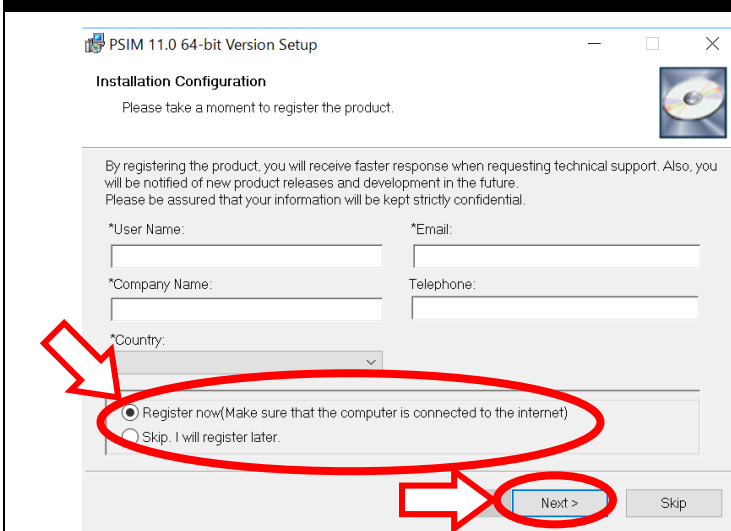 PSIM 11.0 64-bit Version Setup
Installation Configuration
Please take a moment to register the product.
By registering the product, you will receive faster response when requesting technical support. Also, you
will be notified of new product releases and development in the future.
Please be assured that your information will be kept strictly confidential.
*User Name:
*Email:
*Company Name:
Telephone:
*Country:
Register now(Make sure that the computer is connected to the internet)
Skip. I will register later.
Next >
Skip